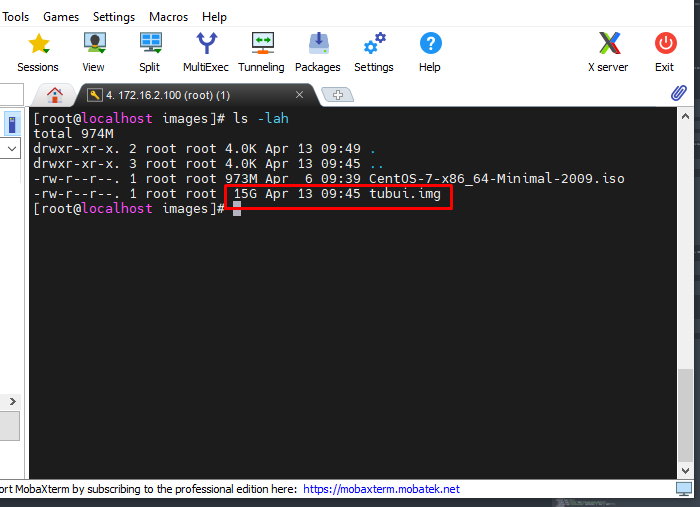 Tools Games Settings Macros Help
Sessions View Split MultiExec Tunneling Packages Settings Help X server Exit
4. 172.16.2.100 (root) (1)
[root@localhost images]# ls -lah
total 974M
drwxr-xr-x. 2 root root 4.0K Apr 13 09:49 .
drwxr-xr-x. 3 root root 4.0K Apr 13 09:45 ..
-rw-r--r--. 1 root root 973M Apr  6 09:39 CentOS-7-x86_64-Minimal-2009.iso
-rw-r--r--. 1 root root  15G Apr 13 09:45 tubui.img
[root@localhost images]#
ort MobaXterm by subscribing to the professional edition here: https://mobaxterm.mobatek.net